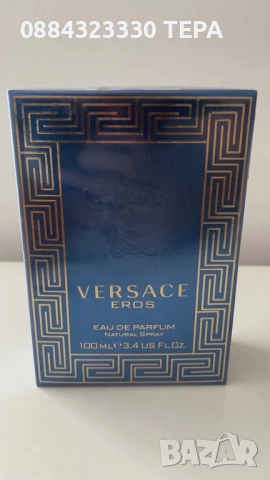 0884323330 ТЕРА
VERSACE
EROS
EAU DE PARFUM
NATURAL SPRAY
100 ML ℮ 3.4 US FL.OZ.
BAZAR